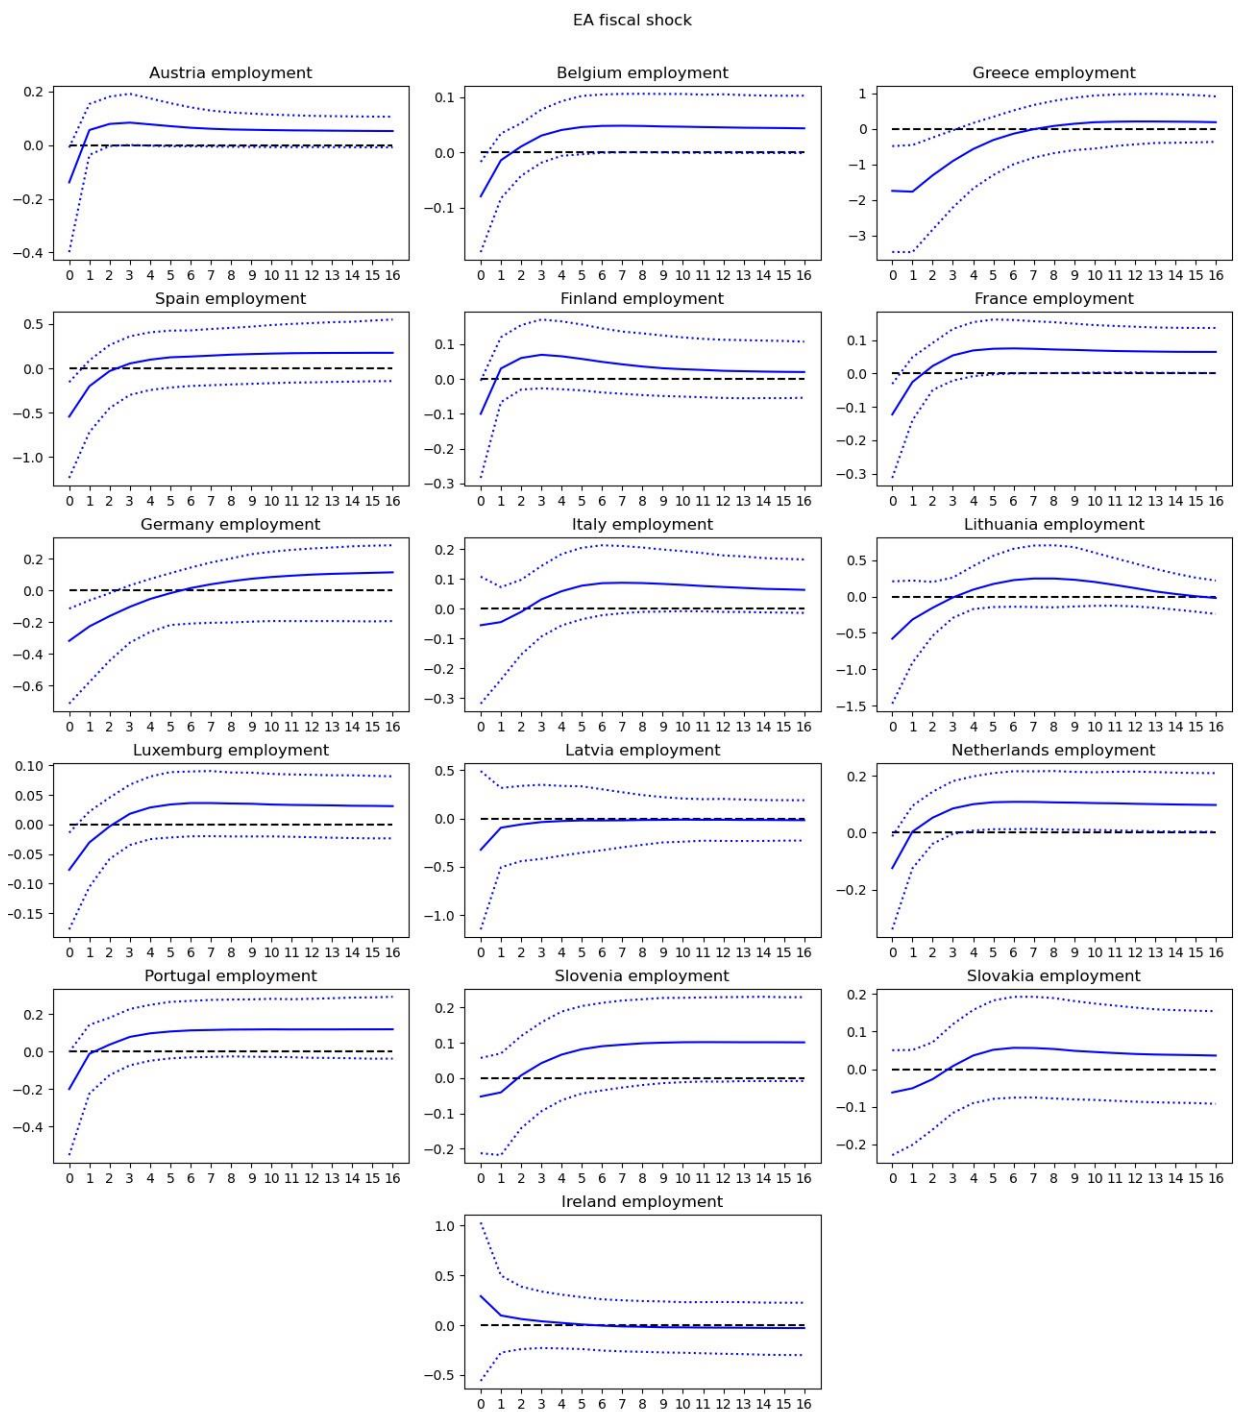 EA fiscal shock
Austria employment
0.2
0.0
−0.2
−0.4
0 1 2 3 4 5 6 7 8 9 10 11 12 13 14 15 16
Belgium employment
0.1
0.0
−0.1
0 1 2 3 4 5 6 7 8 9 10 11 12 13 14 15 16
Greece employment
1
0
−1
−2
−3
0 1 2 3 4 5 6 7 8 9 10 11 12 13 14 15 16
Spain employment
0.5
0.0
−0.5
−1.0
0 1 2 3 4 5 6 7 8 9 10 11 12 13 14 15 16
Finland employment
0.1
0.0
−0.1
−0.2
−0.3
0 1 2 3 4 5 6 7 8 9 10 11 12 13 14 15 16
France employment
0.1
0.0
−0.1
−0.2
−0.3
0 1 2 3 4 5 6 7 8 9 10 11 12 13 14 15 16
Germany employment
0.2
0.0
−0.2
−0.4
−0.6
0 1 2 3 4 5 6 7 8 9 10 11 12 13 14 15 16
Italy employment
0.2
0.1
0.0
−0.1
−0.2
−0.3
0 1 2 3 4 5 6 7 8 9 10 11 12 13 14 15 16
Lithuania employment
0.5
0.0
−0.5
−1.0
−1.5
0 1 2 3 4 5 6 7 8 9 10 11 12 13 14 15 16
Luxemburg employment
0.10
0.05
0.00
−0.05
−0.10
−0.15
0 1 2 3 4 5 6 7 8 9 10 11 12 13 14 15 16
Latvia employment
0.5
0.0
−0.5
−1.0
0 1 2 3 4 5 6 7 8 9 10 11 12 13 14 15 16
Netherlands employment
0.2
0.0
−0.2
0 1 2 3 4 5 6 7 8 9 10 11 12 13 14 15 16
Portugal employment
0.2
0.0
−0.2
−0.4
0 1 2 3 4 5 6 7 8 9 10 11 12 13 14 15 16
Slovenia employment
0.2
0.1
0.0
−0.1
−0.2
0 1 2 3 4 5 6 7 8 9 10 11 12 13 14 15 16
Slovakia employment
0.2
0.1
0.0
−0.1
−0.2
0 1 2 3 4 5 6 7 8 9 10 11 12 13 14 15 16
Ireland employment
1.0
0.5
0.0
−0.5
0 1 2 3 4 5 6 7 8 9 10 11 12 13 14 15 16